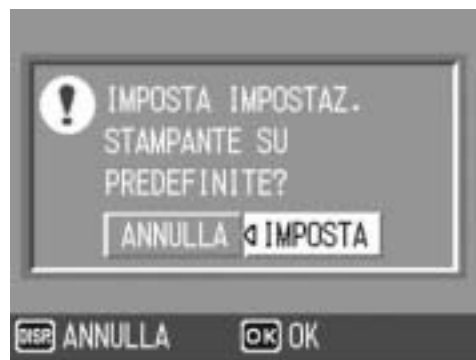 IMPOSTA IMPOSTAZ.
STAMPANTE SU
PREDEFINITE?
ANNULLA IMPOSTA
DISP. ANNULLA OK OK